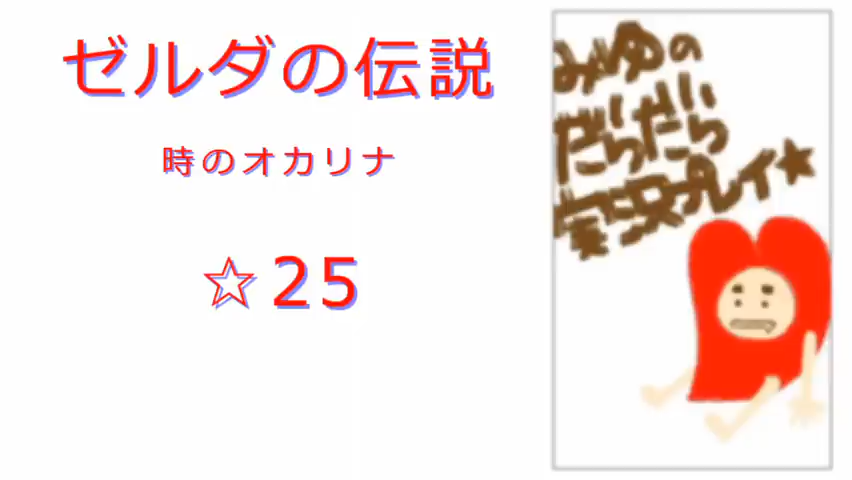 ゼルダの伝説
時のオカリナ
☆25
みゆの
だらだら
実況プレイ★